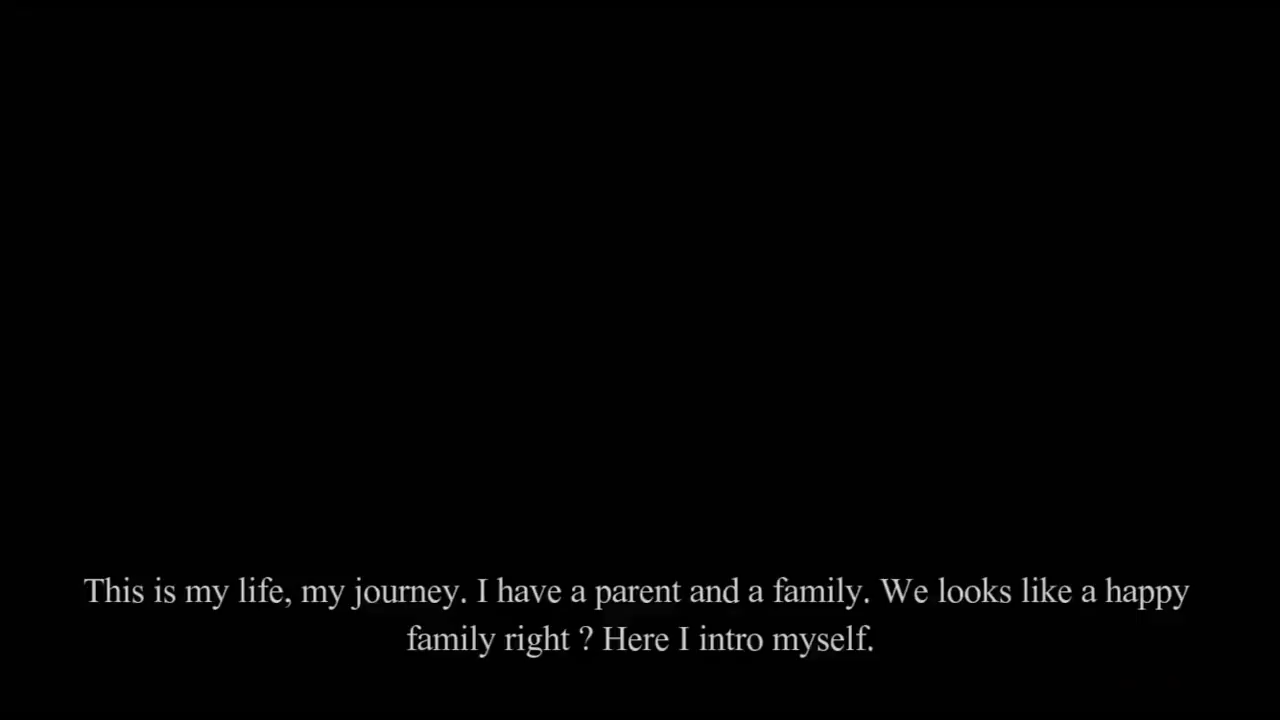 This is my life, my journey. I have a parent and a family. We looks like a happy
family right ? Here I intro myself.